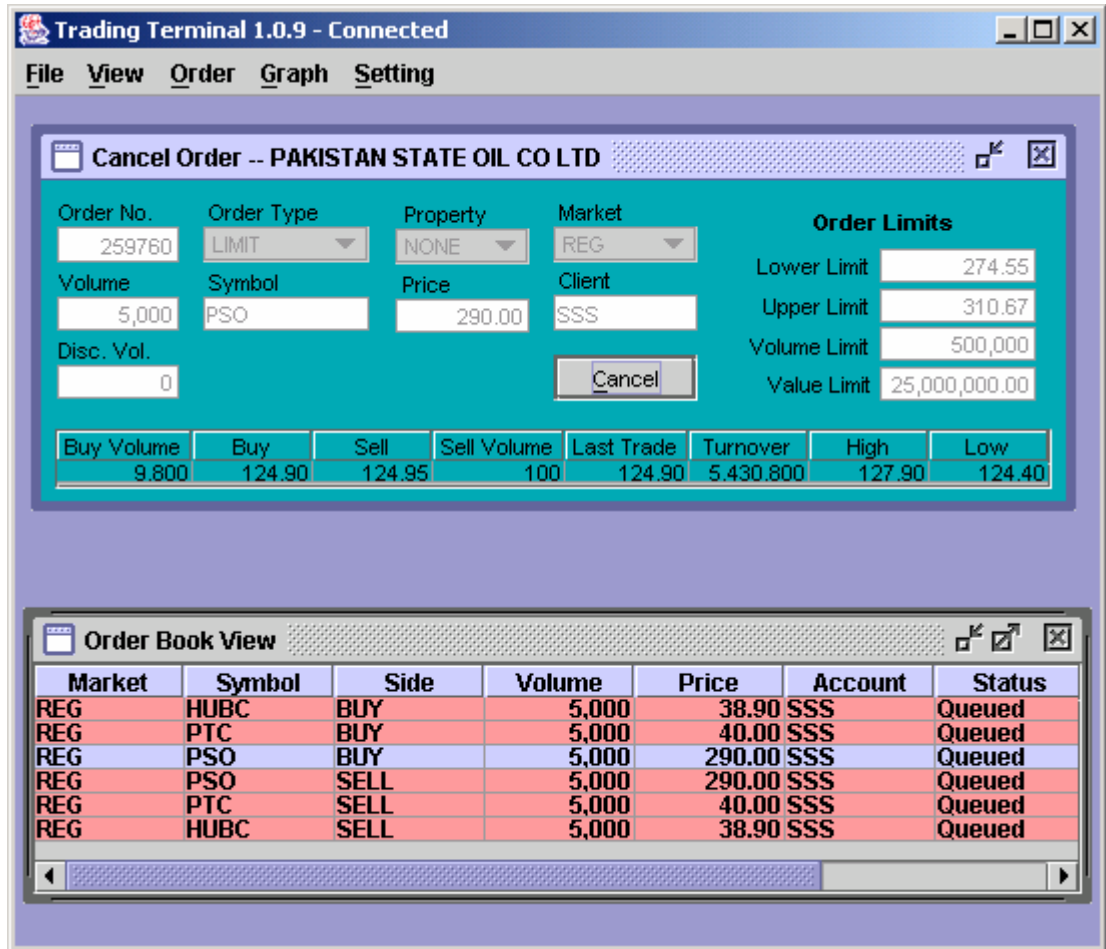 Trading Terminal 1.0.9 - Connected
File View Order Graph Setting
Cancel Order -- PAKISTAN STATE OIL CO LTD
Order No. Order Type Property Market Order Limits
259760 LIMIT NONE REG Lower Limit 274.55
Volume Symbol Price Client
5,000 PSO 290.00 SSS Upper Limit 310.67
Disc. Vol. Volume Limit 500,000
0 Cancel Value Limit 25,000,000.00
Buy Volume Buy Sell Sell Volume Last Trade Turnover High Low
9.800 124.90 124.95 100 124.90 5.430.800 127.90 124.40
Order Book View
Market Symbol Side Volume Price Account Status
REG HUBC BUY 5,000 38.90 SSS Queued
REG PTC BUY 5,000 40.00 SSS Queued
REG PSO BUY 5,000 290.00 SSS Queued
REG PSO SELL 5,000 290.00 SSS Queued
REG PTC SELL 5,000 40.00 SSS Queued
REG HUBC SELL 5,000 38.90 SSS Queued